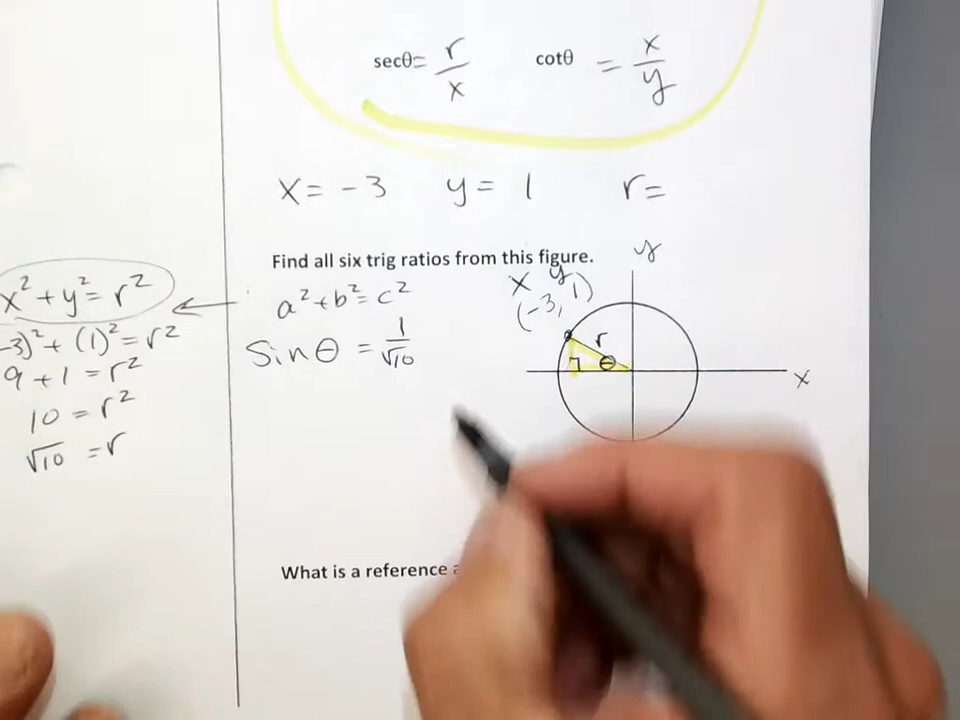 secθ= r/x cotθ = x/y
x = -3 y = 1 r=
Find all six trig ratios from this figure.
a²+b²=c²
Sinθ = 1/√10
x y
(-3, 1)
y
r
θ
x
x²+y²=r²
-3)²+(1)²=r²
9+1=r²
10=r²
√10 =r
What is a reference